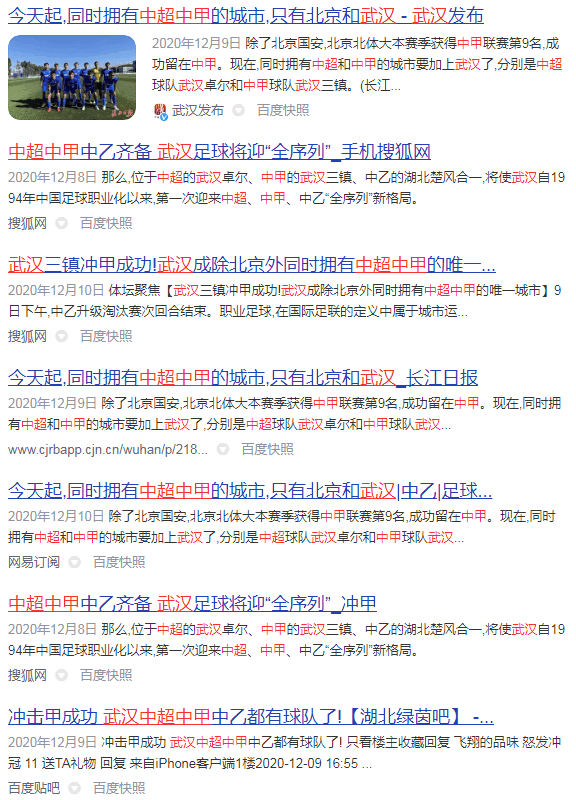 今天起,同时拥有中超中甲的城市,只有北京和武汉 - 武汉发布
2020年12月9日 除了北京国安,北京北体大本赛季获得中甲联赛第9名,成
功留在中甲。现在,同时拥有中超和中甲的城市要加上武汉了,分别是中超
球队武汉卓尔和中甲球队武汉三镇。(长江...
武汉发布 百度快照
中超中甲中乙齐备 武汉足球将迎“全序列”_手机搜狐网
2020年12月8日 那么,位于中超的武汉卓尔、中甲的武汉三镇、中乙的湖北楚风合一,将使武汉自19
94年中国足球职业化以来,第一次迎来中超、中甲、中乙“全序列”新格局。
搜狐网 百度快照
武汉三镇冲甲成功!武汉成除北京外同时拥有中超中甲的唯一...
2020年12月10日 体坛聚焦【武汉三镇冲甲成功!武汉成除北京外同时拥有中超中甲的唯一城市】9
日下午,中乙升级淘汰赛次回合结束。职业足球,在国际足联的定义中属于城市运...
搜狐网 百度快照
今天起,同时拥有中超中甲的城市,只有北京和武汉_长江日报
2020年12月9日 除了北京国安,北京北体大本赛季获得中甲联赛第9名,成功留在中甲。现在,同时拥
有中超和中甲的城市要加上武汉了,分别是中超球队武汉卓尔和中甲球队武汉...
www.cjrbapp.cjn.cn/wuhan/p/218... 百度快照
今天起,同时拥有中超中甲的城市,只有北京和武汉|中乙|足球...
2020年12月10日 除了北京国安,北京北体大本赛季获得中甲联赛第9名,成功留在中甲。现在,同时
拥有中超和中甲的城市要加上武汉了,分别是中超球队武汉卓尔和中甲球队武汉...
网易订阅 百度快照
中超中甲中乙齐备 武汉足球将迎“全序列”_冲甲
2020年12月8日 那么,位于中超的武汉卓尔、中甲的武汉三镇、中乙的湖北楚风合一,将使武汉自19
94年中国足球职业化以来,第一次迎来中超、中甲、中乙“全序列”新格局。
搜狐网 百度快照
冲击甲成功 武汉中超中甲中乙都有球队了!【湖北绿茵吧】 -...
2020年12月9日 冲击甲成功 武汉中超中甲中乙都有球队了! 只看楼主收藏回复 飞翔的品味 怒发冲
冠 11 送TA礼物 回复 来自iPhone客户端1楼2020-12-09 16:55 ...
百度贴吧 百度快照